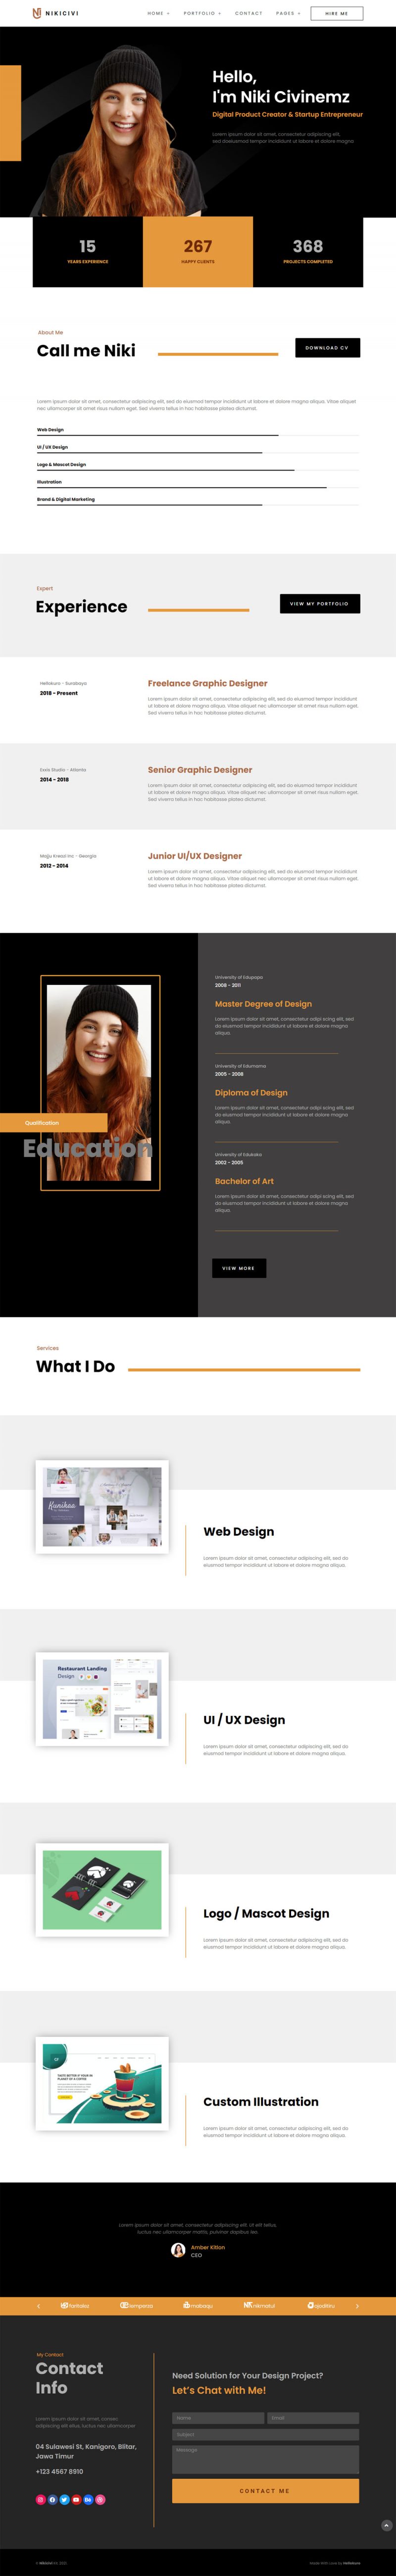 NIKICIVI
HOME PORTFOLIO CONTACT PAGES HIRE ME
Hello,
I'm Niki Civinemz
Digital Product Creator & Startup Entrepreneur
Lorem ipsum dolor sit amet, consectetur adipiscing elit,
sed doeiusmod tempor incididunt ut labore et dolore magna
15
YEARS EXPERIENCE
267
HAPPY CLIENTS
368
PROJECTS COMPLETED
About Me
Call me Niki
DOWNLOAD CV
Lorem ipsum dolor sit amet, consectetur adipiscing elit, sed do eiusmod tempor incididunt ut labore et dolore magna aliqua. Vitae aliquet
nec ullamcorper sit amet risus nullam eget. Sed viverra tellus in hac habitasse platea dictumst.
Web Design
UI / UX Design
Logo & Mascot Design
Illustration
Brand & Digital Marketing
Expert
Experience
VIEW MY PORTFOLIO
Hellokuro - Surabaya
2018 - Present
Freelance Graphic Designer
Lorem ipsum dolor sit amet, consectetur adipiscing elit, sed do eiusmod tempor incididunt
ut labore et dolore magna aliqua. Vitae aliquet nec ullamcorper sit amet risus nullam eget.
Sed viverra tellus in hac habitasse platea dictumst.
Studio - Atlanta
2014 - 2018
Senior Graphic Designer
Lorem ipsum dolor sit amet, consectetur adipiscing elit, sed do eiusmod tempor incididunt
ut labore et dolore magna aliqua. Vitae aliquet nec ullamcorper sit amet risus nullam eget.
Sed viverra tellus in hac habitasse platea dictumst.
Inc - Georgia
2012 - 2014
Junior UI/UX Designer
Lorem ipsum dolor sit amet, consectetur adipiscing elit, sed do eiusmod tempor incididunt
ut labore et dolore magna aliqua. Vitae aliquet nec ullamcorper sit amet risus nullam eget.
Sed viverra tellus in hac habitasse platea dictumst.
Qualification
Education
University of Edupapa
2008 - 2011
Master Degree of Design
Lorem ipsum dolor sit amet, consectetur adipi scing elit, sed
do eiusmod tempor incididunt ut labore et dolore magna
aliqua.
University of Edumama
2005 - 2008
Diploma of Design
Lorem ipsum dolor sit amet, consectetur adipi scing elit, sed
do eiusmod tempor incididunt ut labore et dolore magna
aliqua.
University of Edukaka
2002 - 2005
Bachelor of Art
Lorem ipsum dolor sit amet, consectetur adipi scing elit, sed
do eiusmod tempor incididunt ut labore et dolore magna
aliqua.
VIEW MORE
Services
What I Do
Kanikaa
Web Design
Lorem ipsum dolor sit amet, consectetur adipiscing elit, sed do
eiusmod tempor incididunt ut labore et dolore magna aliqua.
Restaurant Landing
Design
UI / UX Design
Lorem ipsum dolor sit amet, consectetur adipiscing elit, sed do
eiusmod tempor incididunt ut labore et dolore magna aliqua.
Logo / Mascot Design
Lorem ipsum dolor sit amet, consectetur adipiscing elit, sed do
eiusmod tempor incididunt ut labore et dolore magna aliqua.
TASTE BETTER IF YOUR IN
PLANET OF A COFFEE
Custom Illustration
Lorem ipsum dolor sit amet, consectetur adipiscing elit, sed do
eiusmod tempor incididunt ut labore et dolore magna aliqua.
Lorem ipsum dolor sit amet, consectetur adipiscing elit. Ut elit tellus,
luctus nec ullamcorper mattis, pulvinar dapibus leo.
Amber Kition
CEO
mabaqu nikmatul
My Contact
Contact
Info
Lorem ipsum dolor sit amet, consec
adipiscing elit ellus, luctus nec ullamcorper
04 Sulawesi St, Kanigoro, Blitar,
Jawa Timur
+123 4567 8910
Need Solution for Your Design Project?
Let's Chat with Me!
Name
Email
Subject
Message
CONTACT ME
Made With Love by Hellokuro